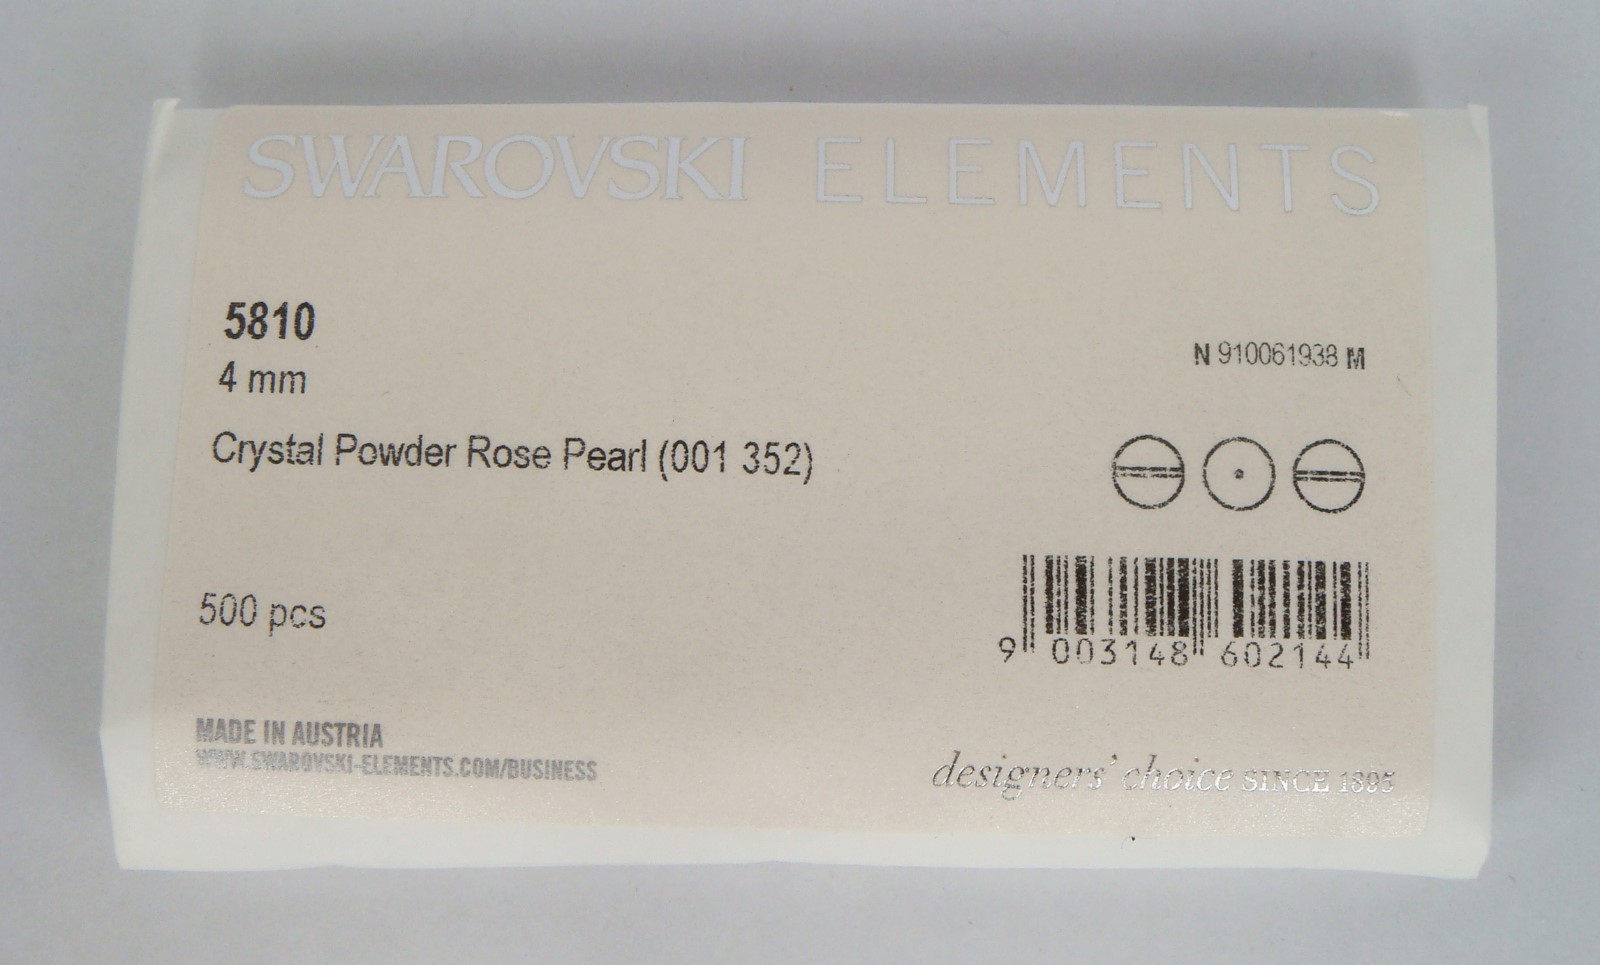 SWAROVSKI ELEMENTS
5810
4 mm
N 910061938 M
Crystal Powder Rose Pearl (001 352)
500 pcs
9 003148 602144
MADE IN AUSTRIA
WWW.SWAROVSKI-ELEMENTS.COM/BUSINESS
designers' choice SINCE 1895